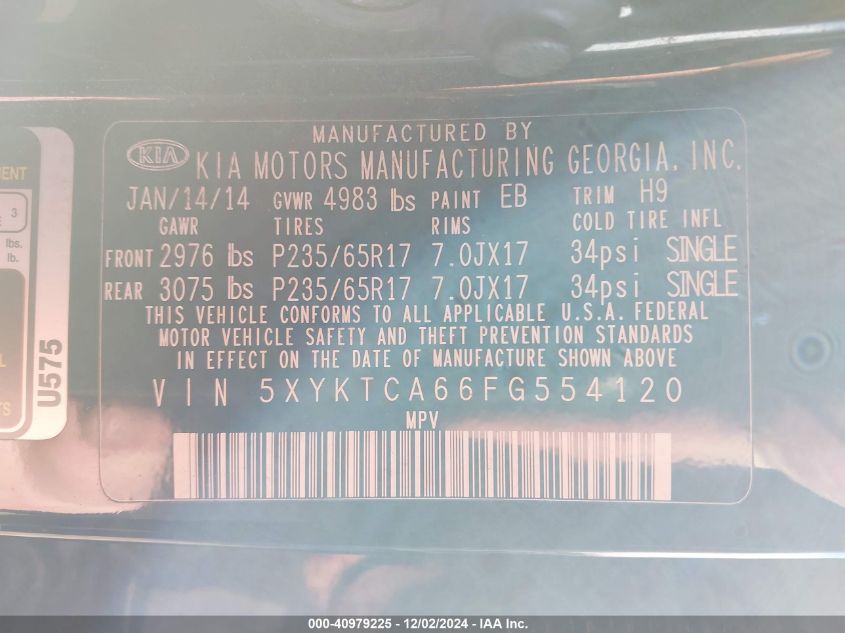 MANUFACTURED BY
KIA KIA MOTORS MANUFACTURING GEORGIA, INC.
JAN/14/14 GVWR 4983 lbs PAINT EB TRIM H9
GAWR TIRES RIMS COLD TIRE INFL
FRONT 2976 lbs P235/65R17 7.0JX17 34psi SINGLE
REAR 3075 lbs P235/65R17 7.0JX17 34psi SINGLE
THIS VEHICLE CONFORMS TO ALL APPLICABLE U.S.A. FEDERAL
MOTOR VEHICLE SAFETY AND THEFT PREVENTION STANDARDS
IN EFFECT ON THE DATE OF MANUFACTURE SHOWN ABOVE
VIN 5XYKTCA66FG554120
MPV
3
lbs.
lb.
U575
000-40979225 - 12/02/2024 - IAA Inc.